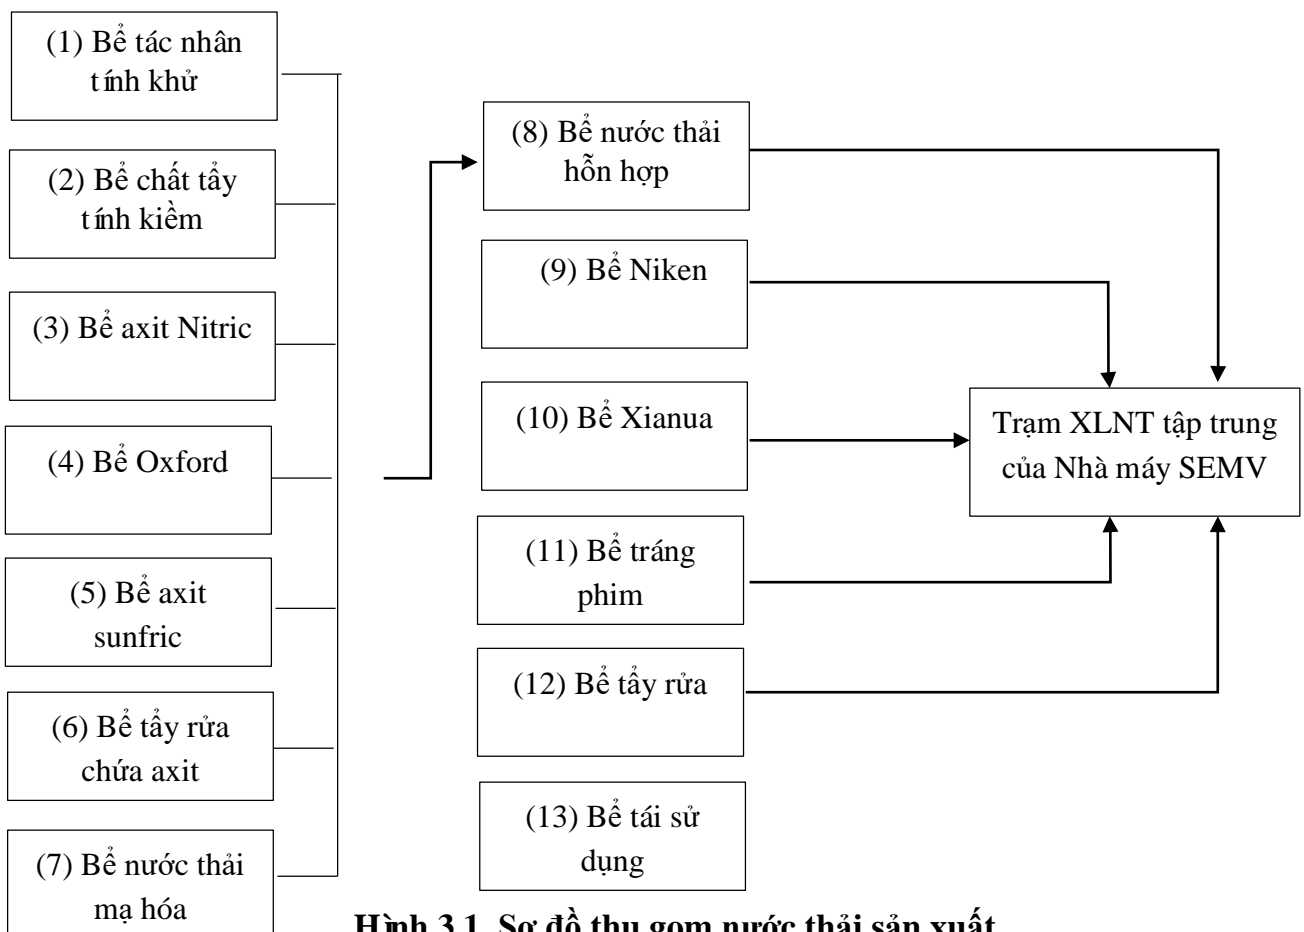 (1) Bể tác nhân
tính khử
(2) Bể chất tẩy
tính kiềm
(3) Bể axit Nitric
(4) Bể Oxford
(5) Bể axit
sunfric
(6) Bể tẩy rửa
chứa axit
(7) Bể nước thải
mạ hóa
(8) Bể nước thải
hỗn hợp
(9) Bể Niken
(10) Bể Xianua
(11) Bể tráng
phim
(12) Bể tẩy rửa
(13) Bể tái sử
dụng
Trạm XLNT tập trung
của Nhà máy SEMV
Hình 3.1. Sơ đồ thu gom nước thải sản xuất